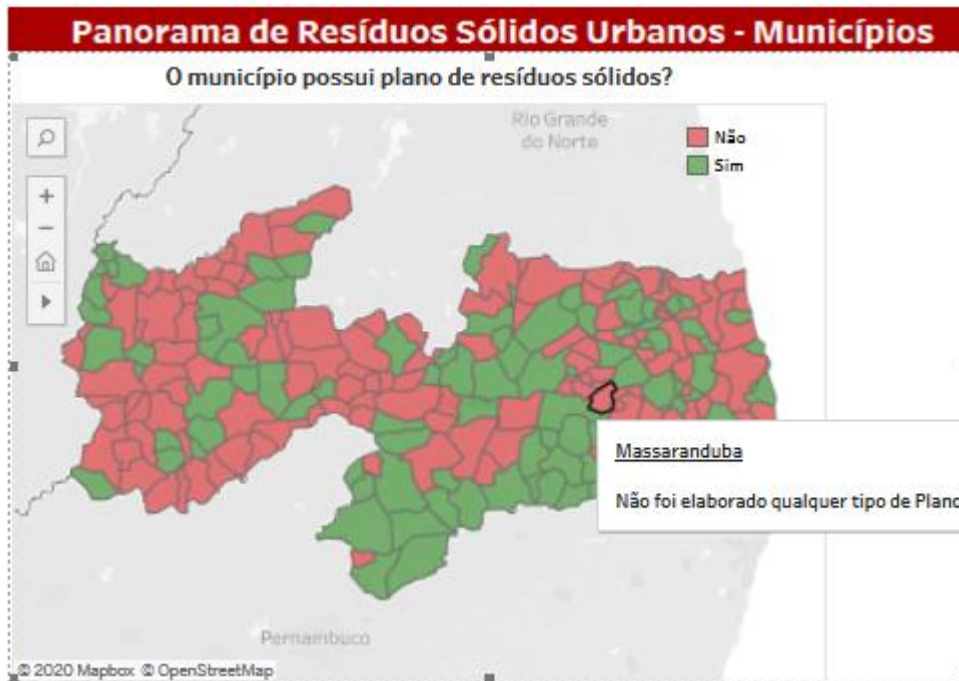 Panorama de Resíduos Sólidos Urbanos - Municípios
O município possui plano de resíduos sólidos?
Rio Grande
do Norte
Não
Sim
Massaranduba
Não foi elaborado qualquer tipo de Plano
Pernambuco
© 2020 Mapbox © OpenStreetMap